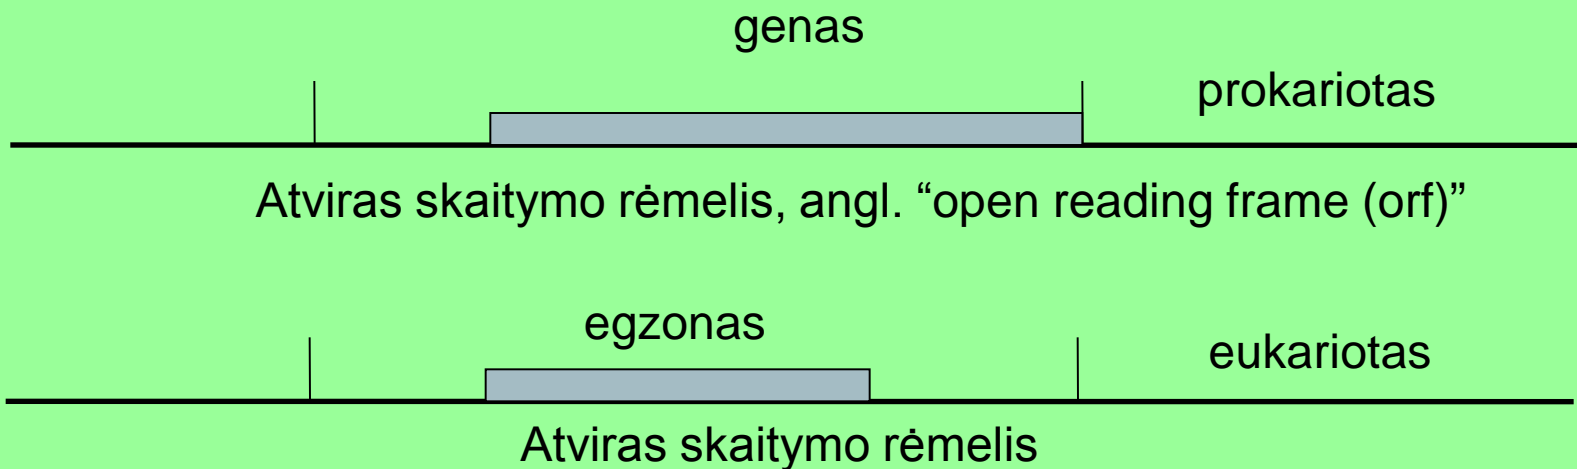 genas
prokariotas
Atviras skaitymo rėmelis, angl. “open reading frame (orf)”
egzonas
eukariotas
Atviras skaitymo rėmelis